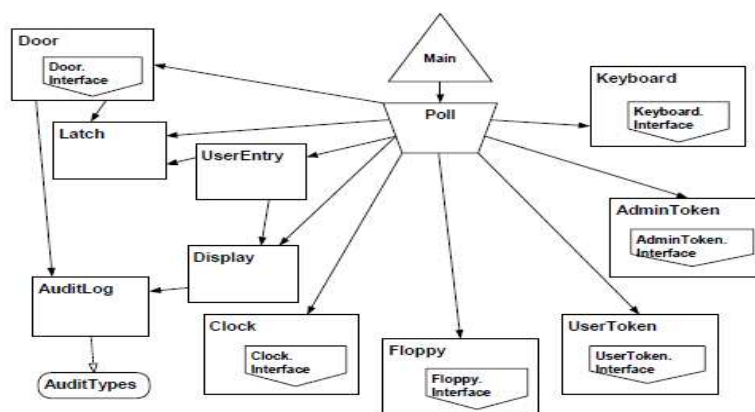 Door
Door.
Interface
Main
Keyboard
Keyboard.
Interface
Poll
Latch
UserEntry
AdminToken
AdminToken.
Interface
Display
AuditLog
Clock
Clock.
Interface
UserToken
UserToken.
Interface
Floppy
Floppy.
Interface
AuditTypes